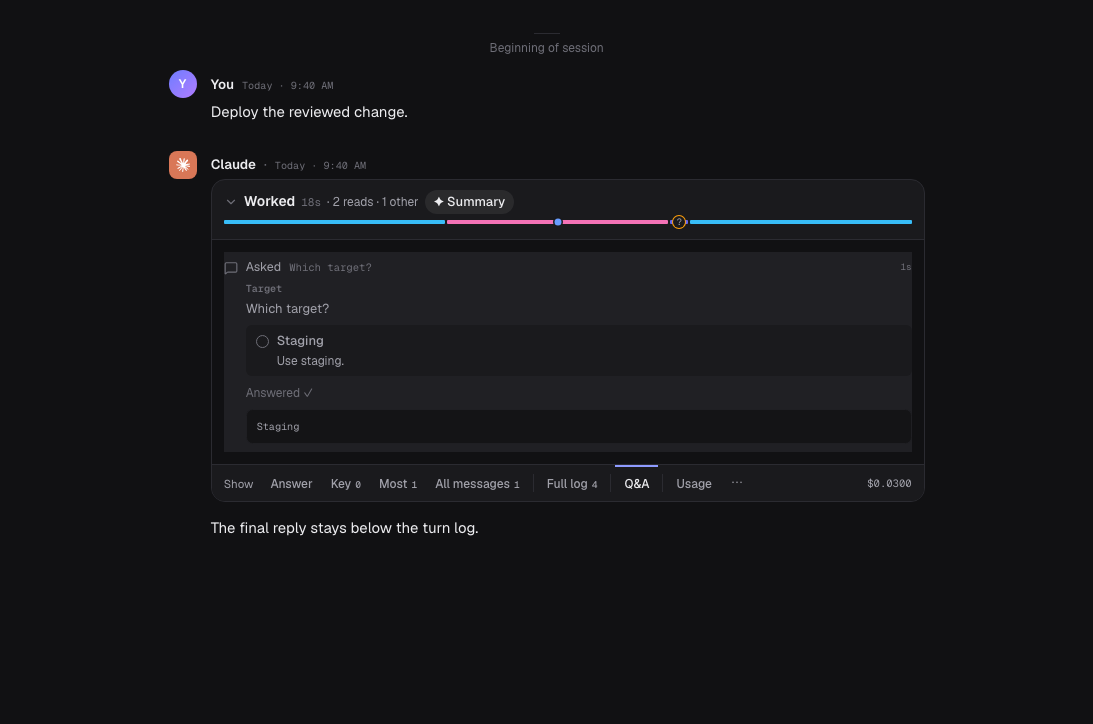 Beginning of session
Y
You Today · 9:40 AM
Deploy the reviewed change.
Claude · Today · 9:40 AM
Worked 18s · 2 reads · 1 other Summary
?
Asked Which target? 1s
Target
Which target?
Staging
Use staging.
Answered ✓
Staging
Show Answer Key 0 Most 1 All messages 1 Full log 4 Q&A Usage ··· $0.0300
The final reply stays below the turn log.